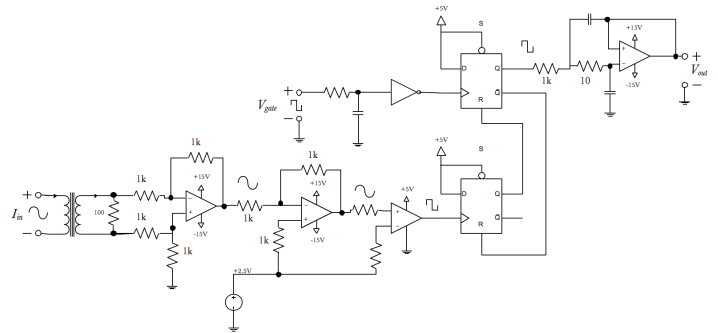 +5V
S
D
Q
Q̅
R
1k
10
+15V
+
−
-15V
+
V_out
−
+
V_gate
−
+5V
S
D
Q
Q̅
R
+
I_in
−
100
1k
1k
1k
1k
+15V
−
+
-15V
1k
1k
1k
+15V
−
+
-15V
+5V
+
−
+2.5V
+
−